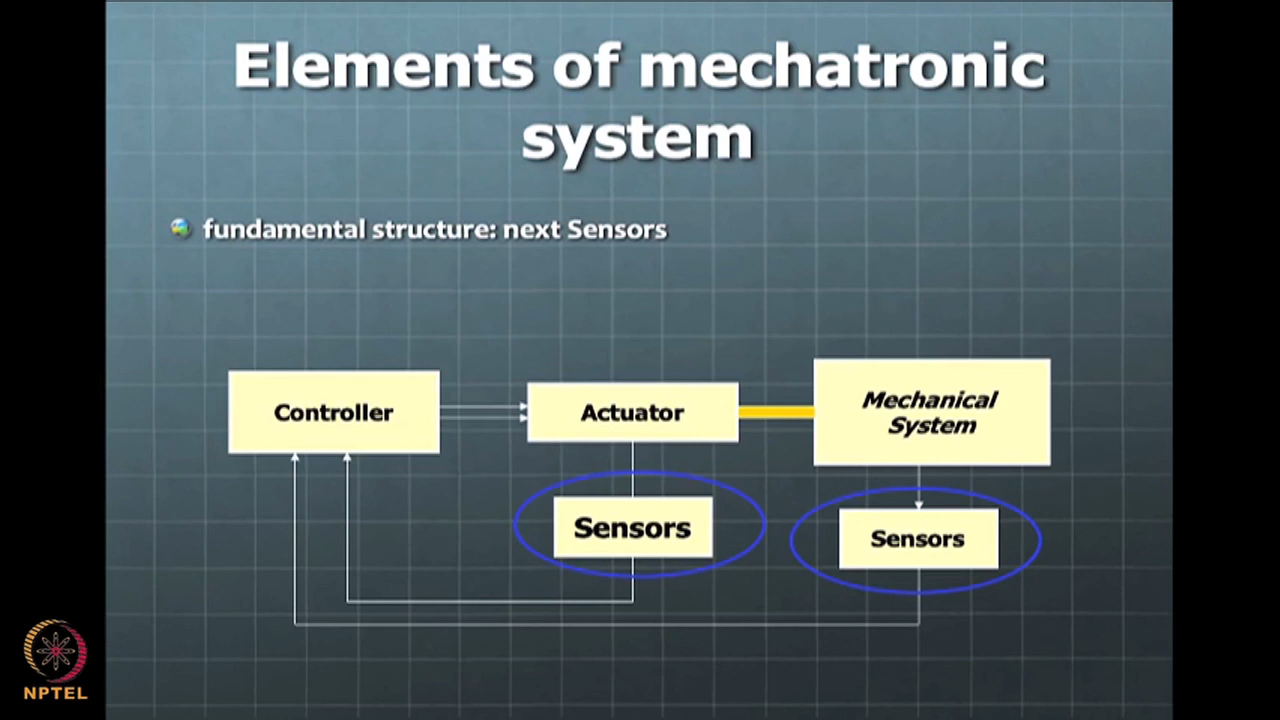 Elements of mechatronic
system
fundamental structure: next Sensors
Controller
Actuator
Mechanical
System
Sensors
Sensors
NPTEL